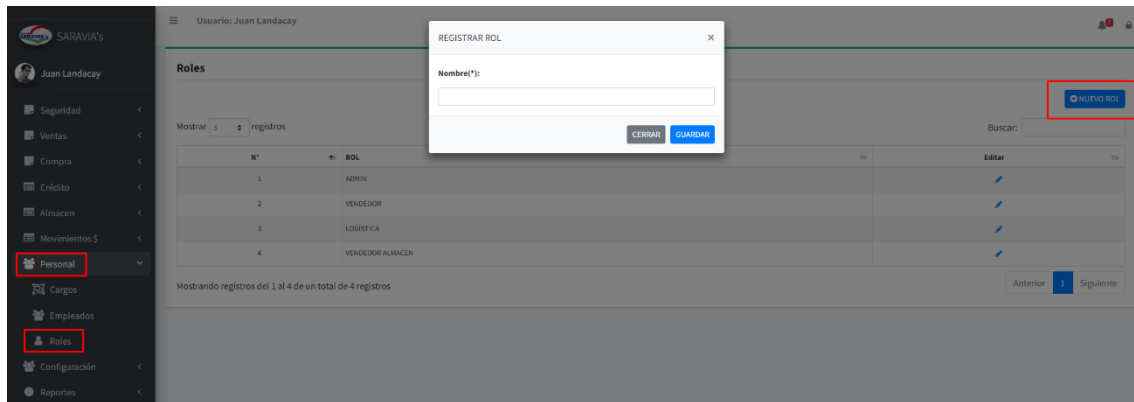 SARAVIA's
Juan Landacay
Seguridad
Ventas
Compra
Crédito
Almacen
Movimientos $
Personal
Cargos
Empleados
Roles
Configuración
Reportes
Usuario: Juan Landacay
Roles
NUEVO ROL
Mostrar 5 registros
Buscar:
N° ROL Editar
1 ADMIN
2 VENDEDOR
3 LOGÍSTICA
4 VENDEDOR ALMACEN
Mostrando registros del 1 al 4 de un total de 4 registros
Anterior 1 Siguiente
REGISTRAR ROL ×
Nombre(*):
CERRAR GUARDAR